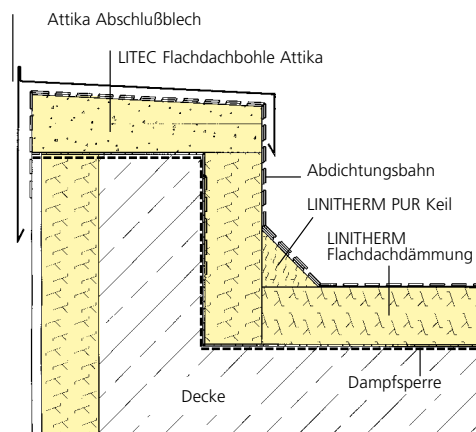 Attika Abschlußblech
LITEC Flachdachbohle Attika
Abdichtungsbahn
LINITHERM PUR Keil
LINITHERM
Flachdachdämmung
Dampfsperre
Decke